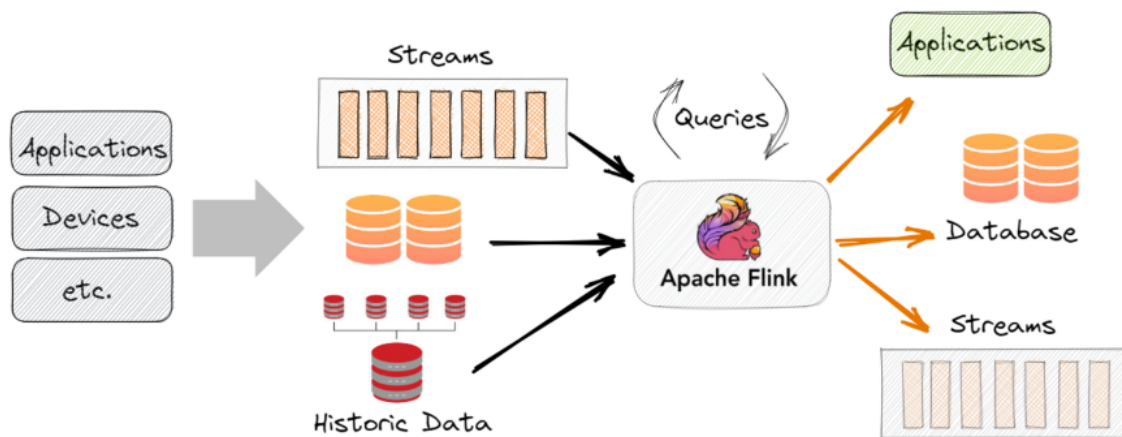 Applications
Devices
etc.
Streams
Historic Data
Queries
Apache Flink
Applications
Database
Streams